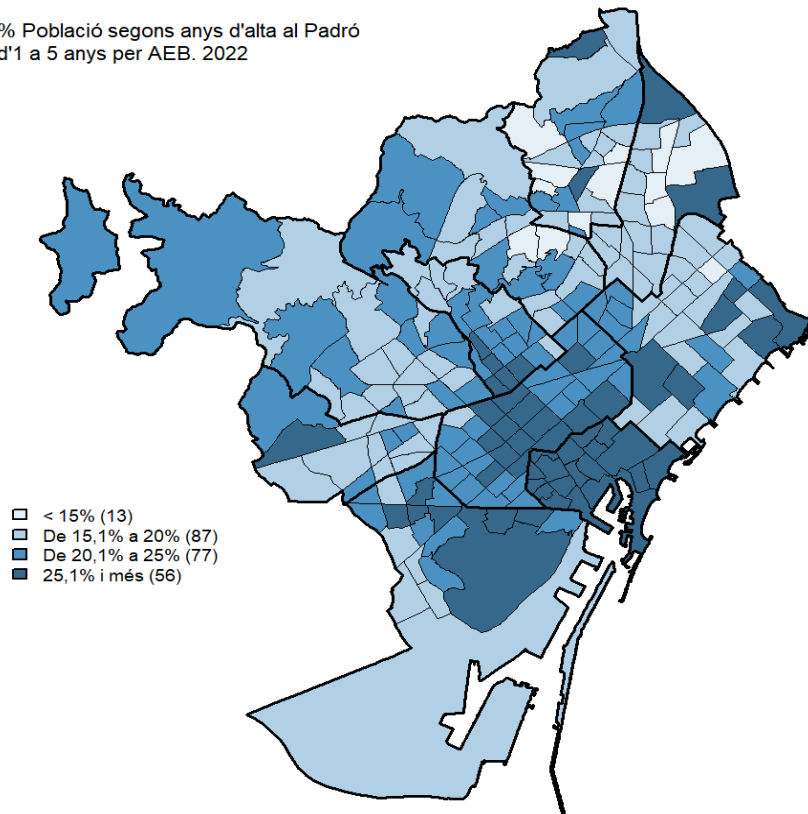 % Població segons anys d'alta al Padró
d'1 a 5 anys per AEB. 2022
< 15% (13)
De 15,1% a 20% (87)
De 20,1% a 25% (77)
25,1% i més (56)